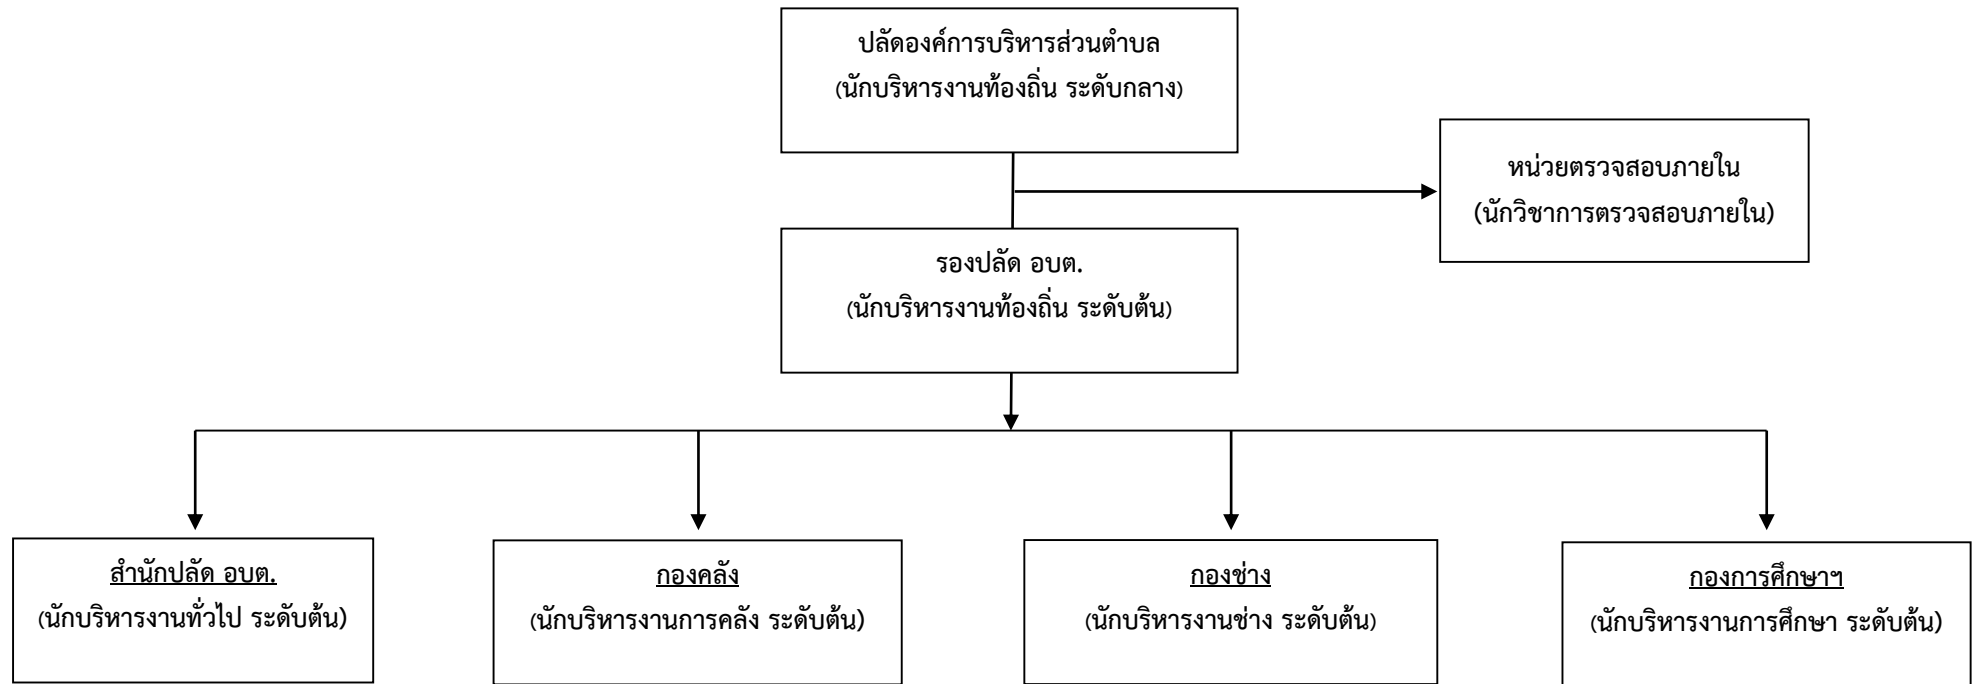 ปลัดองค์การบริหารส่วนตำบล
(นักบริหารงานท้องถิ่น ระดับกลาง)
หน่วยตรวจสอบภายใน
(นักวิชาการตรวจสอบภายใน)
รองปลัด อบต.
(นักบริหารงานท้องถิ่น ระดับต้น)
สำนักปลัด อบต.
(นักบริหารงานทั่วไป ระดับต้น)
กองคลัง
(นักบริหารงานการคลัง ระดับต้น)
กองช่าง
(นักบริหารงานช่าง ระดับต้น)
กองการศึกษาฯ
(นักบริหารงานการศึกษา ระดับต้น)